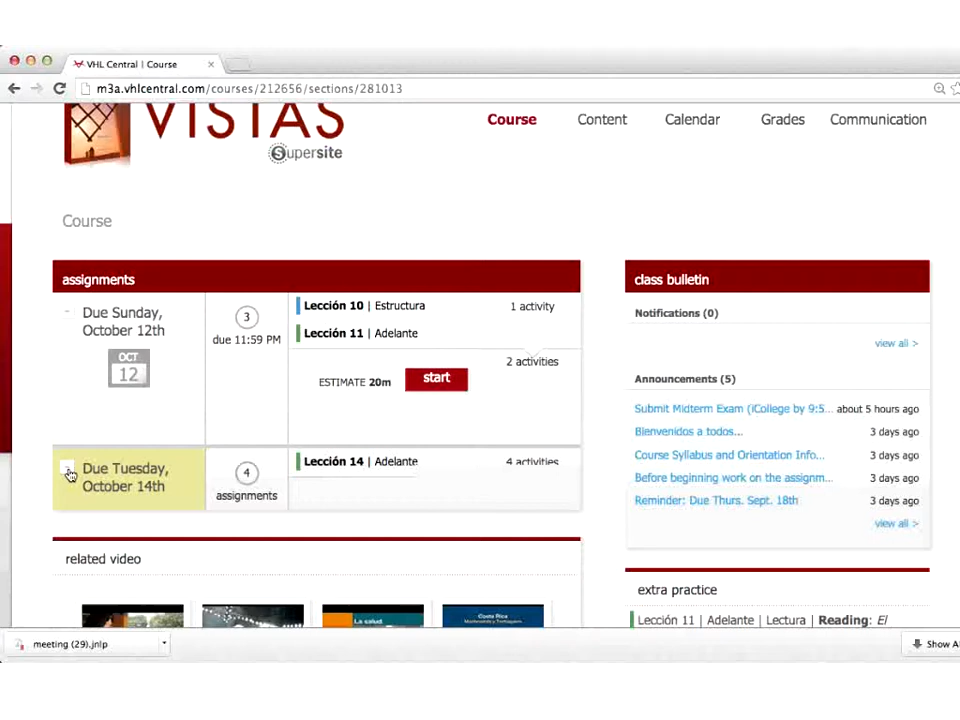 VHL Central | Course
m3a.vhlcentral.com/courses/212656/sections/281013
VISTAS
Supersite
Course Content Calendar Grades Communication
Course
assignments
Due Sunday,
October 12th
OCT
12
3
due 11:59 PM
Lección 10 | Estructura 1 activity
Lección 11 | Adelante
2 activities
ESTIMATE 20m start
Due Tuesday,
October 14th
4
assignments
Lección 14 | Adelante 4 activities
related video
La salud
Costa Rica
class bulletin
Notifications (0)
view all >
Announcements (5)
Submit Midterm Exam (iCollege by 9:5... about 5 hours ago
Bienvenidos a todos... 3 days ago
Course Syllabus and Orientation Info... 3 days ago
Before beginning work on the assignm... 3 days ago
Reminder: Due Thurs. Sept. 18th 3 days ago
view all >
extra practice
Lección 11 | Adelante | Lectura | Reading: El
meeting (29).jnlp
Show Al